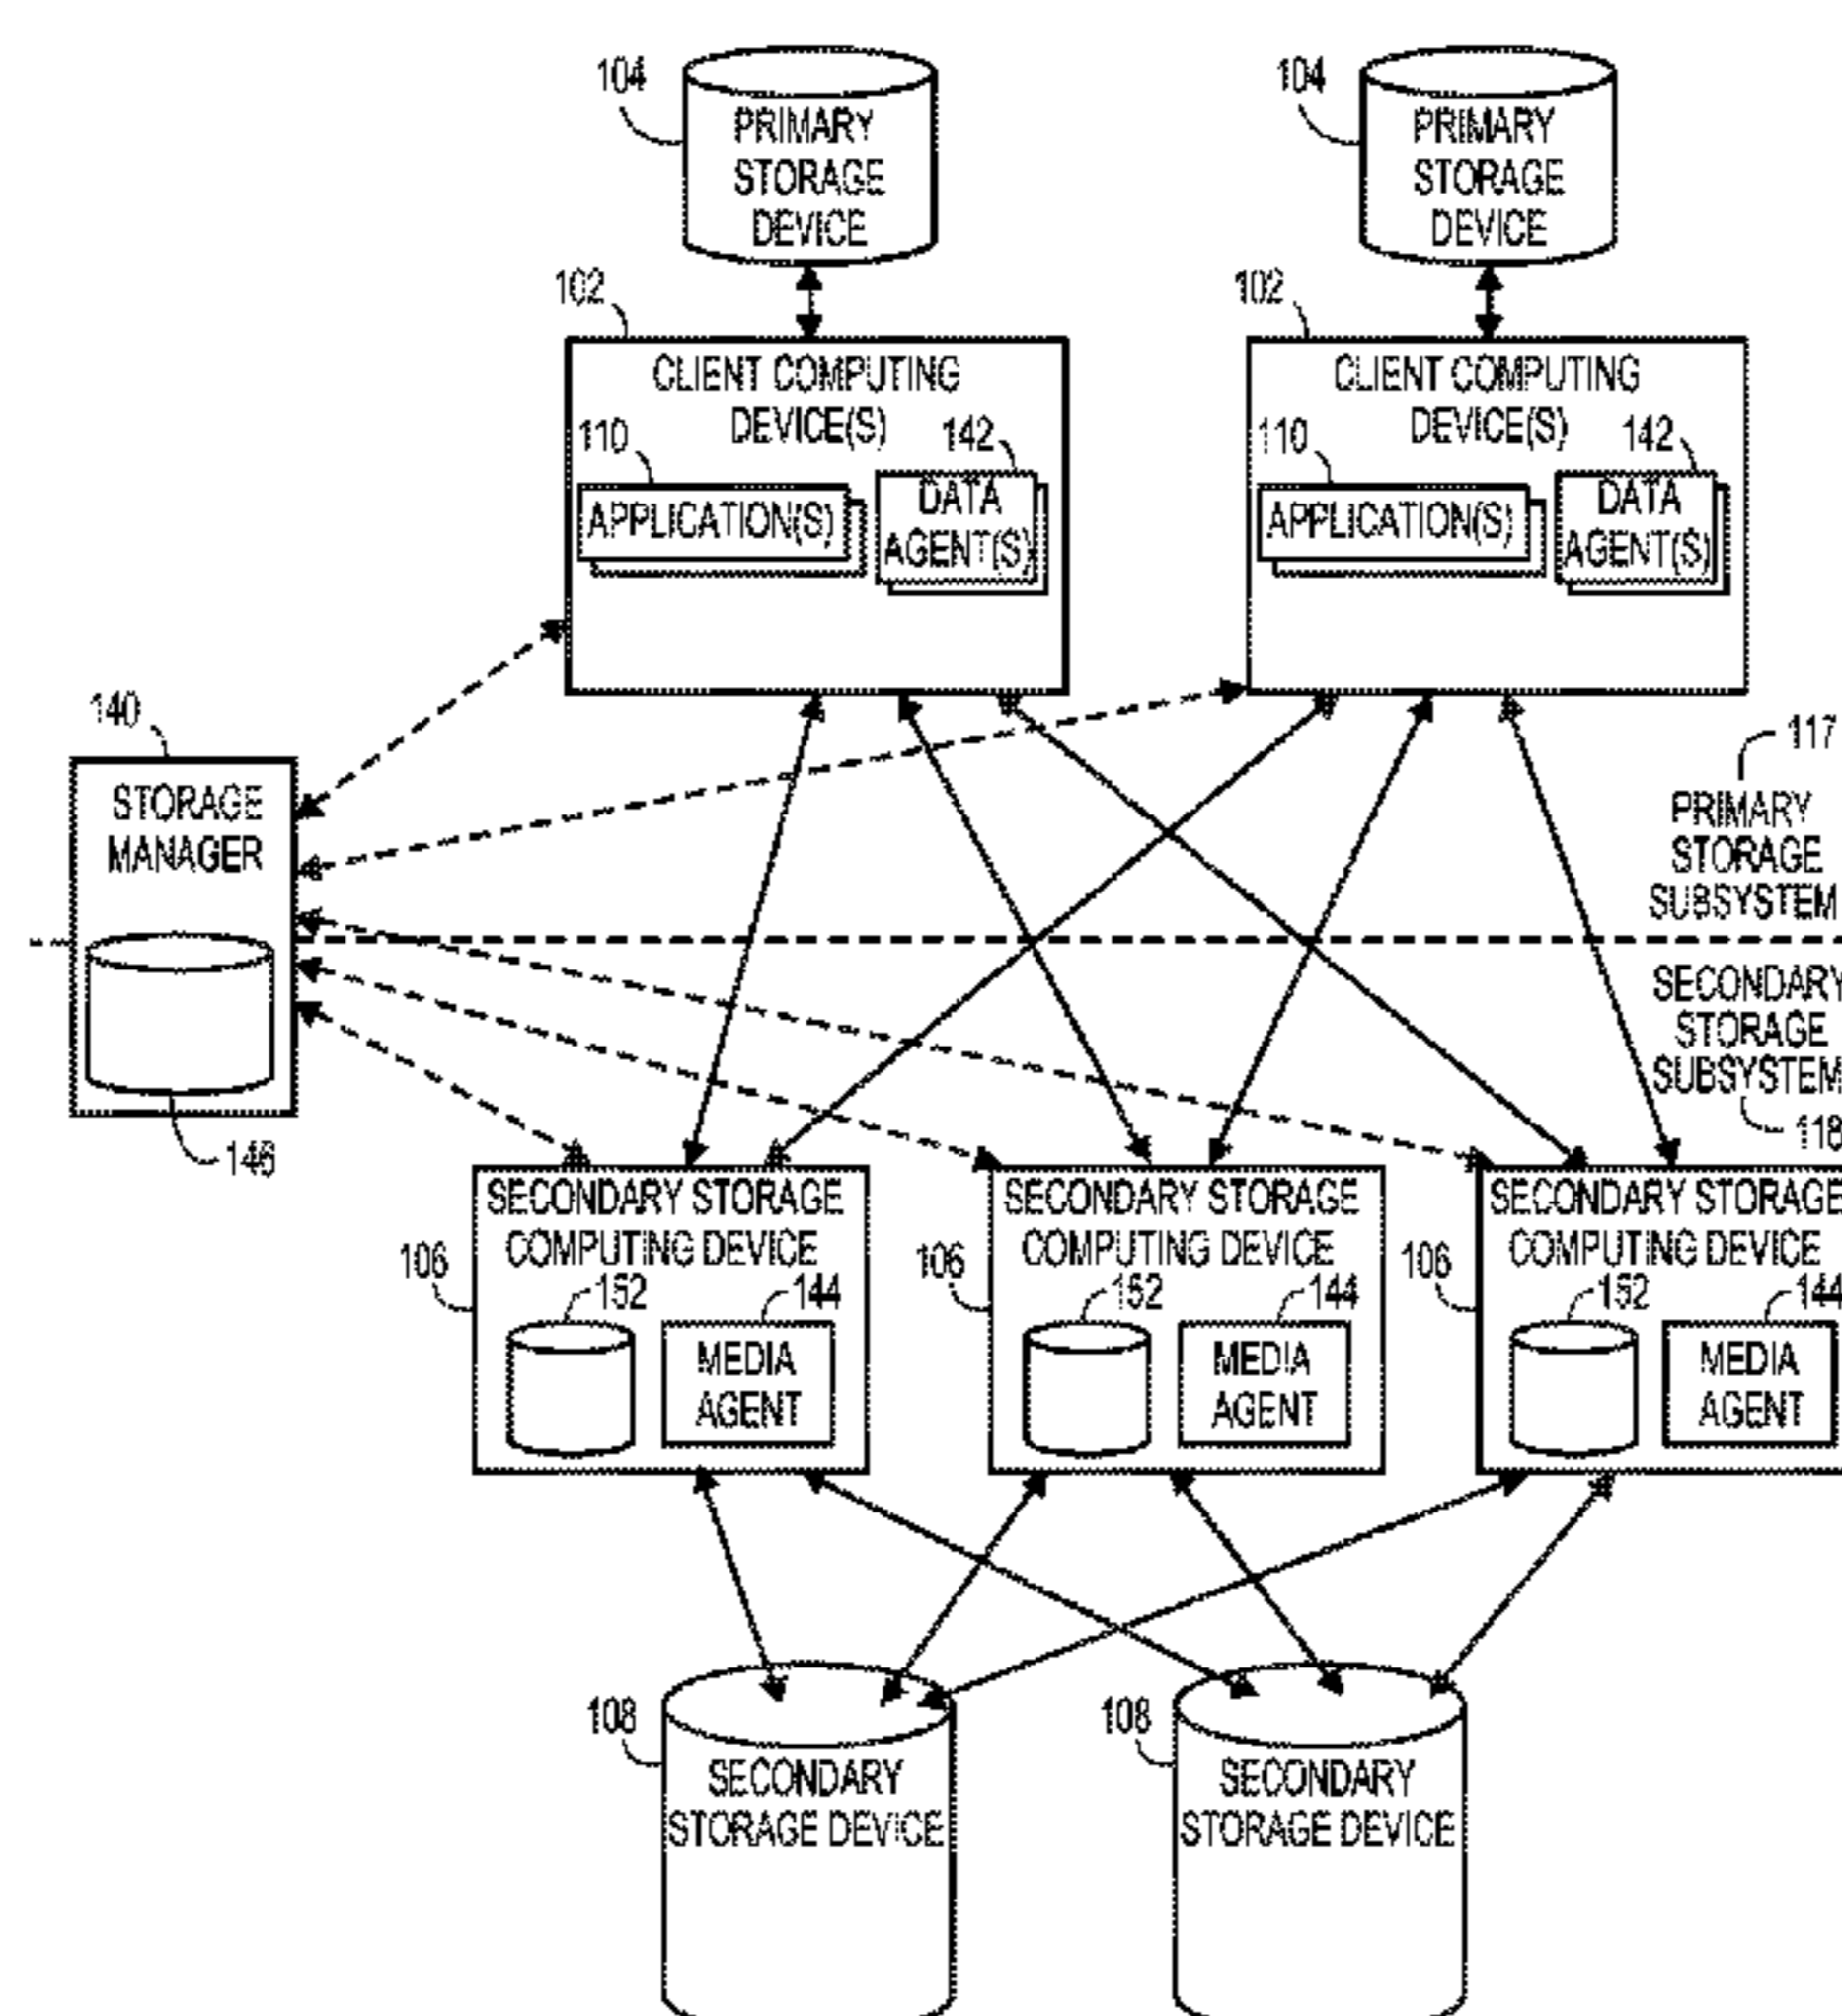 104
PRIMARY
STORAGE
DEVICE
104
PRIMARY
STORAGE
DEVICE
102
CLIENT COMPUTING
DEVICE(S)
110
142
APPLICATION(S)
DATA
AGENT(S)
102
CLIENT COMPUTING
DEVICE(S)
110
142
APPLICATION(S)
DATA
AGENT(S)
140
STORAGE
MANAGER
146
117
PRIMARY
STORAGE
SUBSYSTEM
SECONDARY
STORAGE
SUBSYSTEM
118
SECONDARY STORAGE
COMPUTING DEVICE
106
152
144
MEDIA
AGENT
SECONDARY STORAGE
COMPUTING DEVICE
106
152
144
MEDIA
AGENT
SECONDARY STORAGE
COMPUTING DEVICE
106
152
144
MEDIA
AGENT
108
SECONDARY
STORAGE DEVICE
108
SECONDARY
STORAGE DEVICE